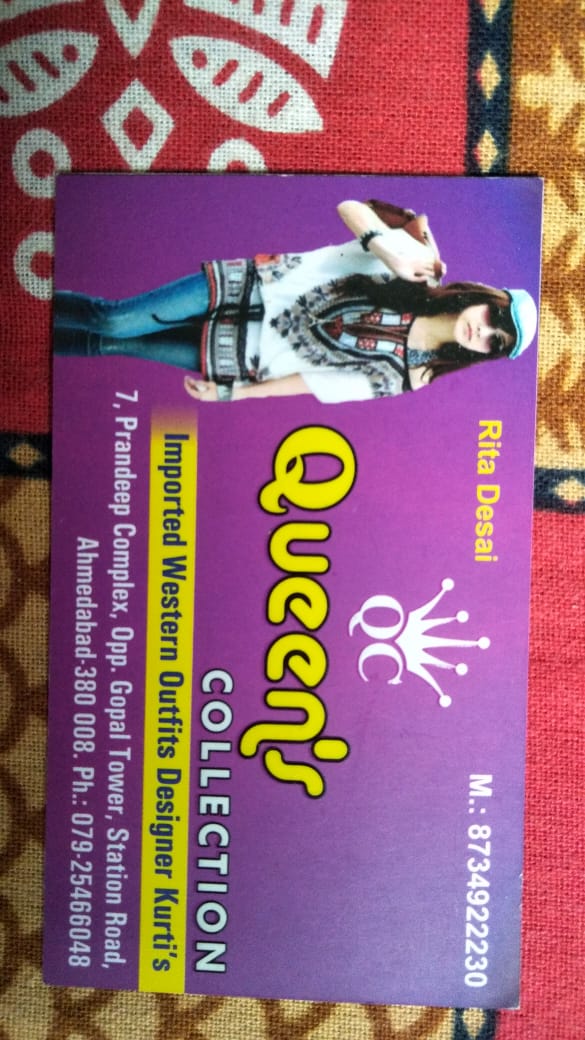 Rita Desai
M.: 8734922230
QC
Queen's
COLLECTION
Imported Western Outfits Designer Kurti's
7, Prandeep Complex, Opp. Gopal Tower, Station Road,
Ahmedabad-380 008. Ph.: 079-25466048